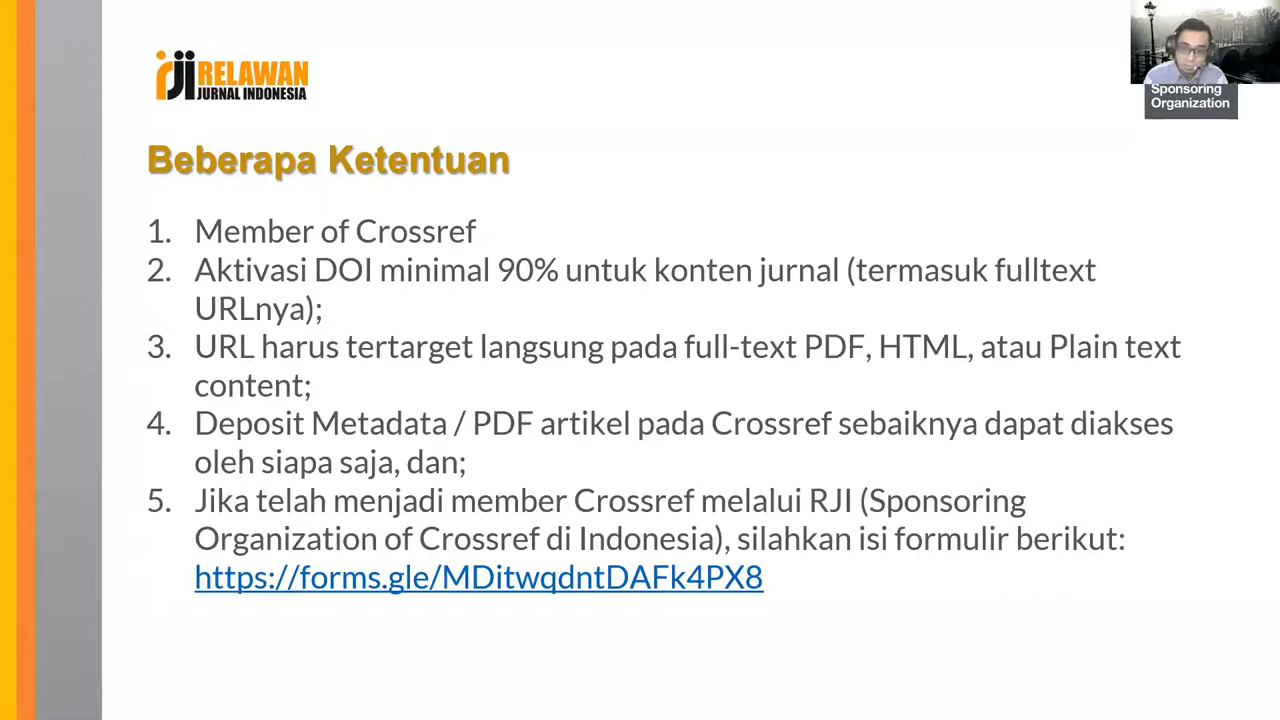 RELAWAN
JURNAL INDONESIA
Sponsoring
Organization
Beberapa Ketentuan
1. Member of Crossref
2. Aktivasi DOI minimal 90% untuk konten jurnal (termasuk fulltext
URLnya);
3. URL harus tertarget langsung pada full-text PDF, HTML, atau Plain text
content;
4. Deposit Metadata / PDF artikel pada Crossref sebaiknya dapat diakses
oleh siapa saja, dan;
5. Jika telah menjadi member Crossref melalui RJI (Sponsoring
Organization of Crossref di Indonesia), silahkan isi formulir berikut:
https://forms.gle/MDitwqdntDAFk4PX8